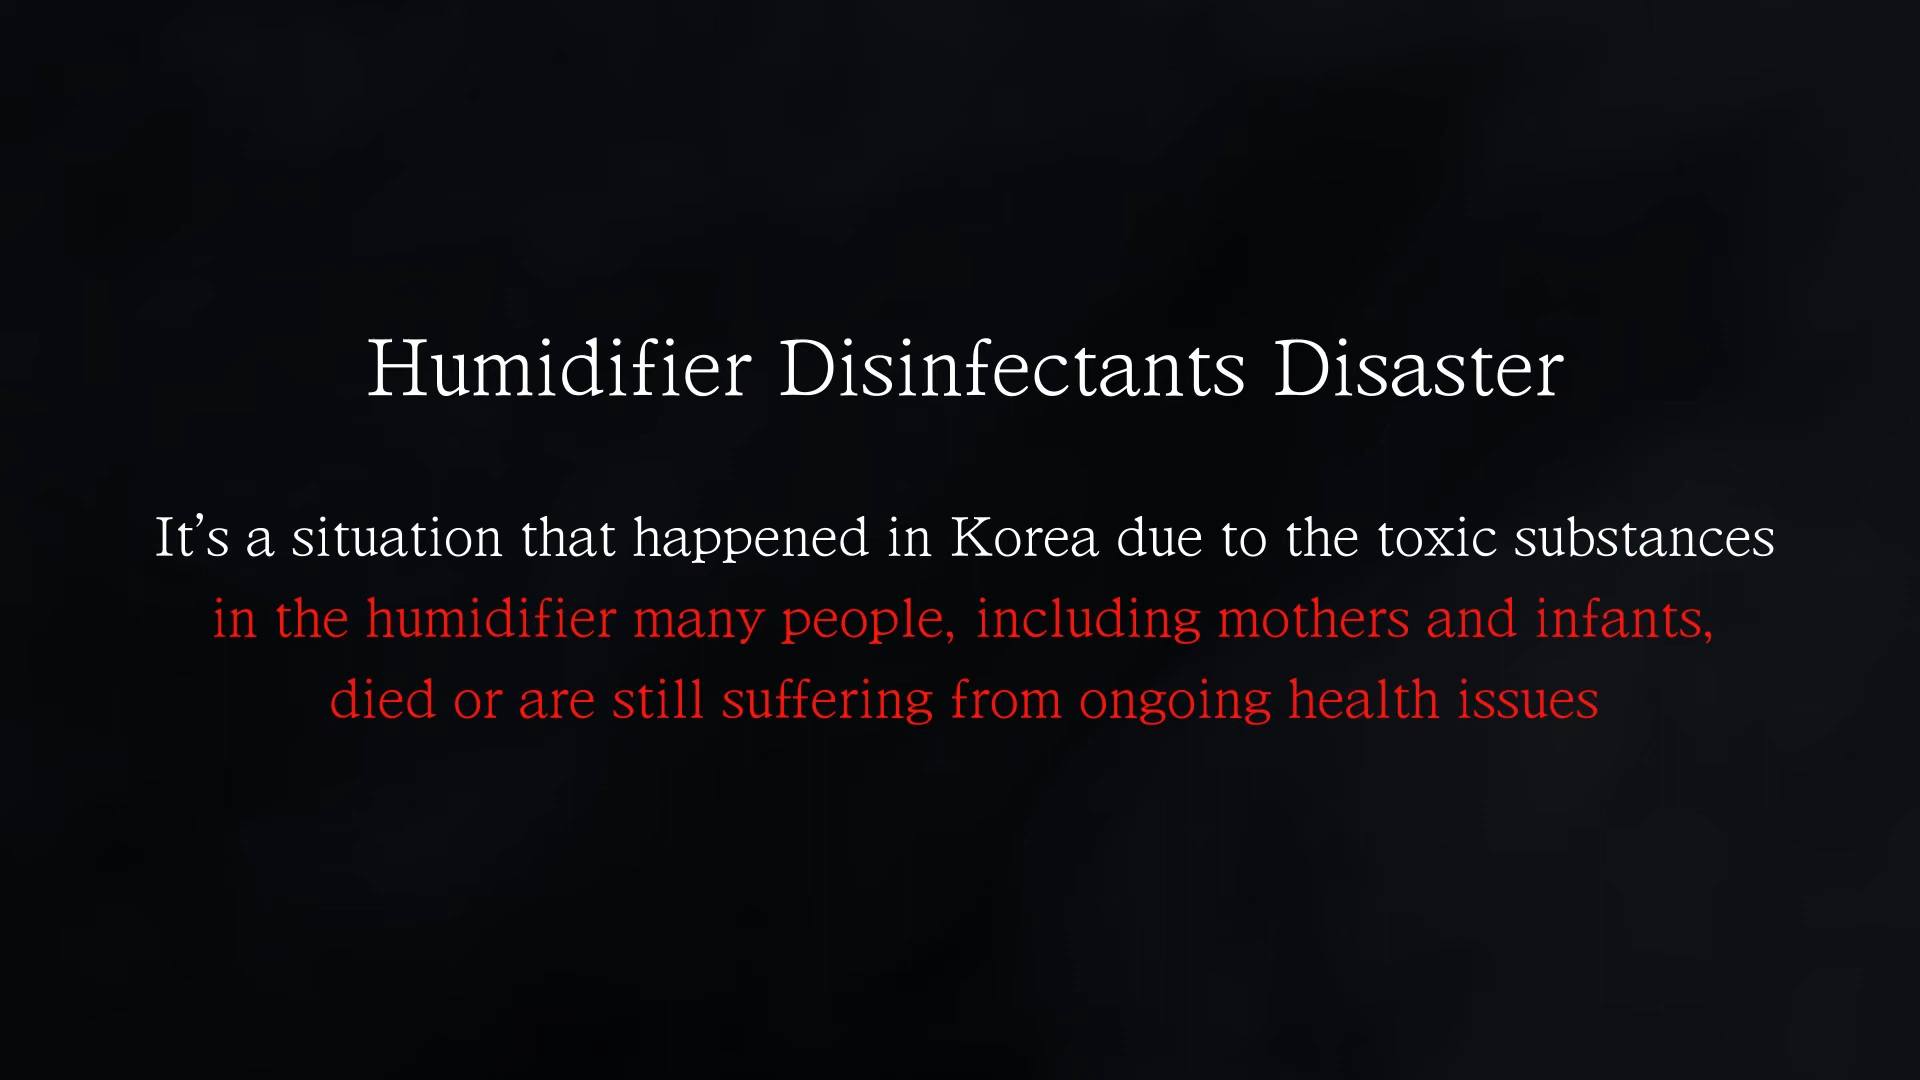 Humidifier Disinfectants Disaster
It’s a situation that happened in Korea due to the toxic substances
in the humidifier many people, including mothers and infants,
died or are still suffering from ongoing health issues